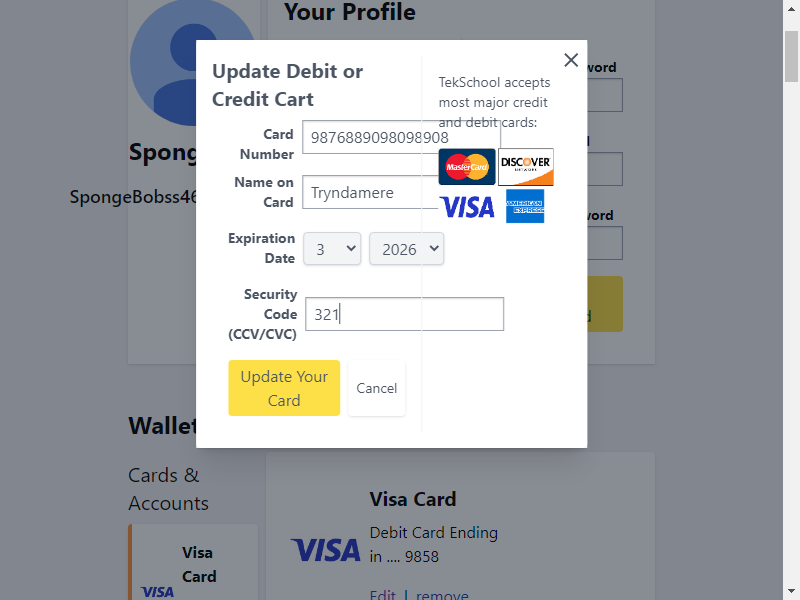 Your Profile
Update Debit or
Credit Cart
TekSchool accepts
most major credit
and debit cards:
Card
Number
9876889098098908
MasterCard
DISCOVER
NETWORK
VISA
AMERICAN
EXPRESS
Name on
Card
Tryndamere
Expiration
Date
3
2026
Security
Code
(CCV/CVC)
321
Update Your
Card
Cancel
word
word
Spong
SpongeBobss46
Wallet
Cards &
Accounts
Visa
Card
VISA
Visa Card
Debit Card Ending
in .... 9858
VISA
Edit | remove